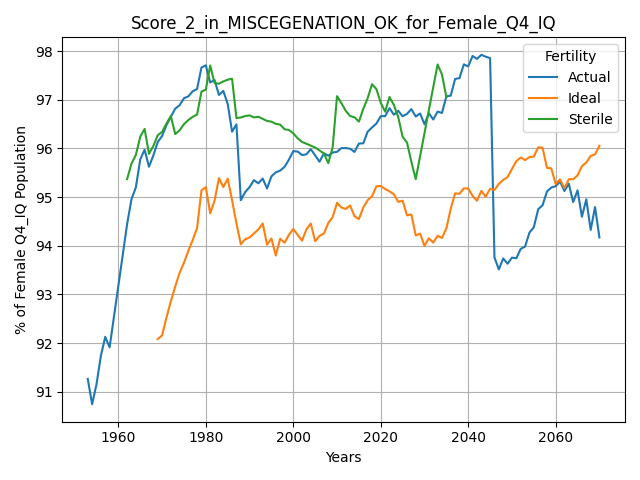 Score_2_in_MISCEGENATION_OK_for_Female_Q4_IQ
% of Female Q4_IQ Population
98
97
96
95
94
93
92
91
Fertility
Actual
Ideal
Sterile
1960
1980
2000
2020
2040
2060
Years